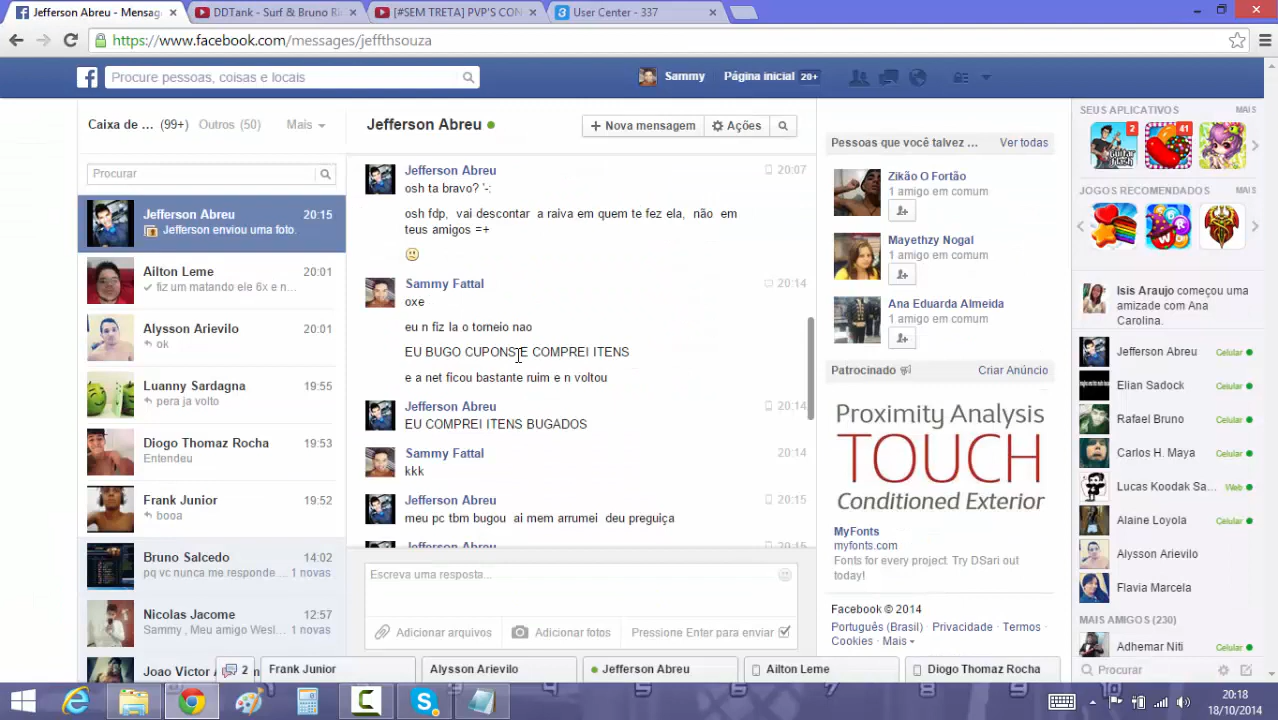 Jefferson Abreu - Mensag
DDTank - Surf & Bruno Ri
[#SEM TRETA] PVP'S CON
User Center - 337
https://www.facebook.com/messages/jeffthsouza
Procure pessoas, coisas e locais
Sammy
Página inicial 20+
Caixa de ... (99+)
Outros (50)
Mais
Procurar
Jefferson Abreu 20:15
Jefferson enviou uma foto.
Ailton Leme 20:01
fiz um matando ele 6x e n...
Alysson Arievilo 20:01
ok
Luanny Sardagna 19:55
pera ja volto
Diogo Thomaz Rocha 19:53
Entendeu
Frank Junior 19:52
booa
Bruno Salcedo 14:02
pq vc nunca me responde ... 1 novas
Nicolas Jacome 12:57
Sammy , Meu amigo Wesl... 1 novas
Joao Victor
Jefferson Abreu
Nova mensagem
Ações
Jefferson Abreu 20:07
osh ta bravo? '-:
osh fdp, vai descontar a raiva em quem te fez ela, não em
teus amigos =+
Sammy Fattal 20:14
oxe
eu n fiz la o torneio nao
EU BUGO CUPONS E COMPREI ITENS
e a net ficou bastante ruim e n voltou
Jefferson Abreu 20:14
EU COMPREI ITENS BUGADOS
Sammy Fattal 20:14
kkk
Jefferson Abreu 20:15
meu pc tbm bugou ai mem arrumei deu preguiça
Jefferson Abreu 20:15
Escreva uma resposta...
Adicionar arquivos
Adicionar fotos
Pressione Enter para enviar
Pessoas que você talvez ... Ver todas
Zikão O Fortão
1 amigo em comum
Mayethzy Nogal
1 amigo em comum
Ana Eduarda Almeida
1 amigo em comum
Patrocinado
Criar Anúncio
Proximity Analysis
TOUCH
Conditioned Exterior
MyFonts
myfonts.com
Fonts for every project. Try DSari on
today!
Facebook © 2014
Português (Brasil) Privacidade Termos
Cookies Mais
SEUS APLICATIVOS MAIS
2
41
JOGOS RECOMENDADOS MAIS
Isis Araujo começou uma
amizade com Ana
Carolina.
Jefferson Abreu Celular
Elian Sadock Celular
Rafael Bruno Celular
Carlos H. Maya Celular
Lucas Koodak Sa... Web
Alaine Loyola Celular
Alysson Arievilo
Flavia Marcela
MAIS AMIGOS (230)
Adhemar Niti Celular
Procurar
2
Frank Junior
Alysson Arievilo
Jefferson Abreu
Ailton Leme
Diogo Thomaz Rocha
20:18
18/10/2014